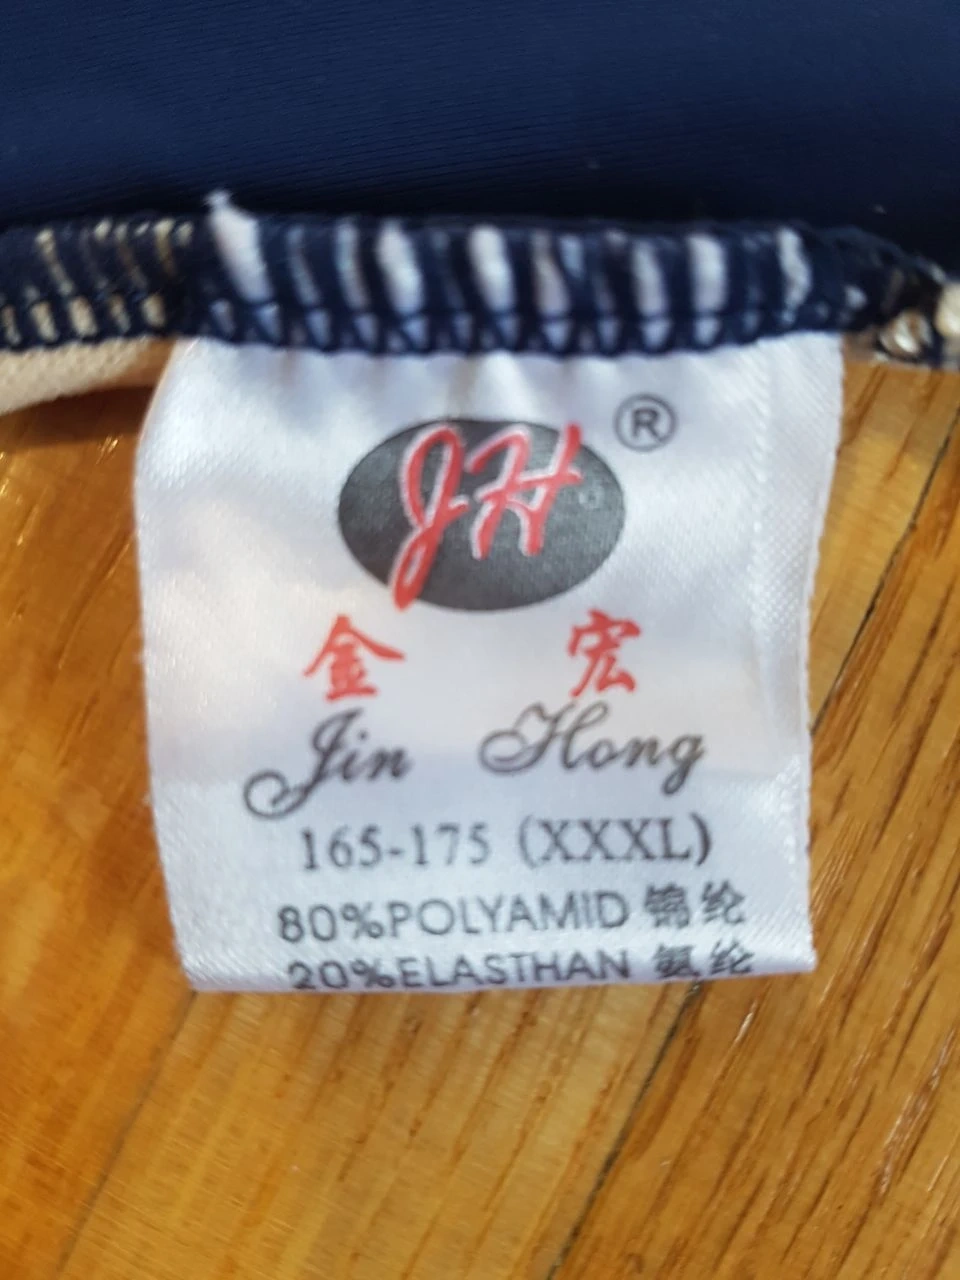 JH ®
金 宏
Jin Hong
165-175 (XXXL)
80%POLYAMID 锦纶
20%ELASTHAN 氨纶